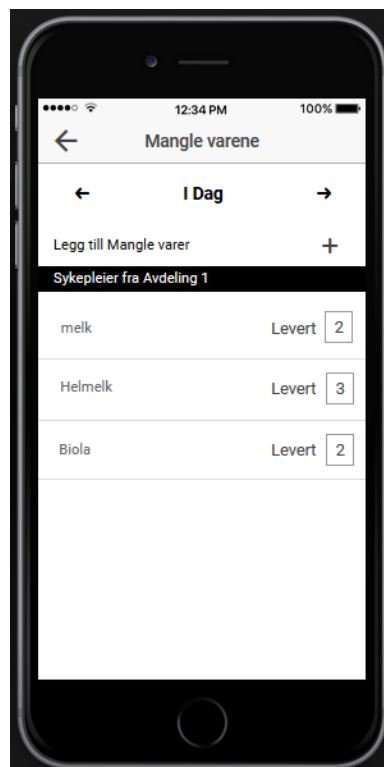 12:34 PM 100%
Mangle varene
I Dag
Legg till Mangle varer
Sykepleier fra Avdeling 1
melk Levert 2
Helmelk Levert 3
Biola Levert 2